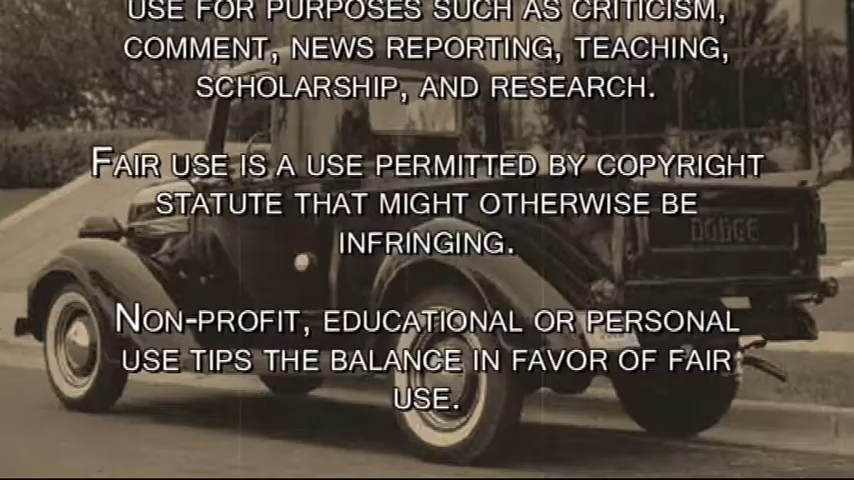 USE FOR PURPOSES SUCH AS CRITICISM,
COMMENT, NEWS REPORTING, TEACHING,
SCHOLARSHIP, AND RESEARCH.
FAIR USE IS A USE PERMITTED BY COPYRIGHT
STATUTE THAT MIGHT OTHERWISE BE
INFRINGING.
DODGE
NON-PROFIT, EDUCATIONAL OR PERSONAL
USE TIPS THE BALANCE IN FAVOR OF FAIR
USE.